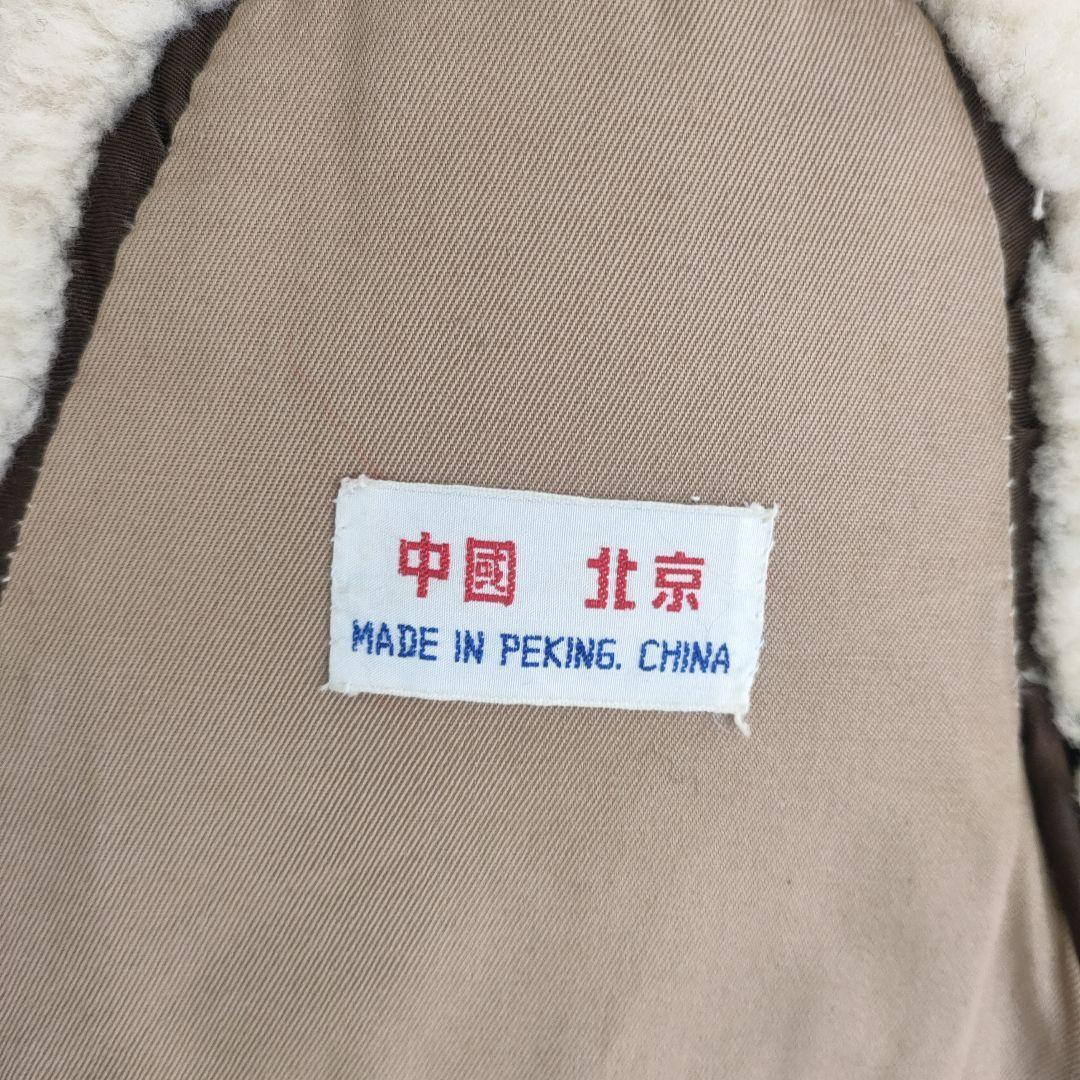 中國 北京
MADE IN PEKING. CHINA